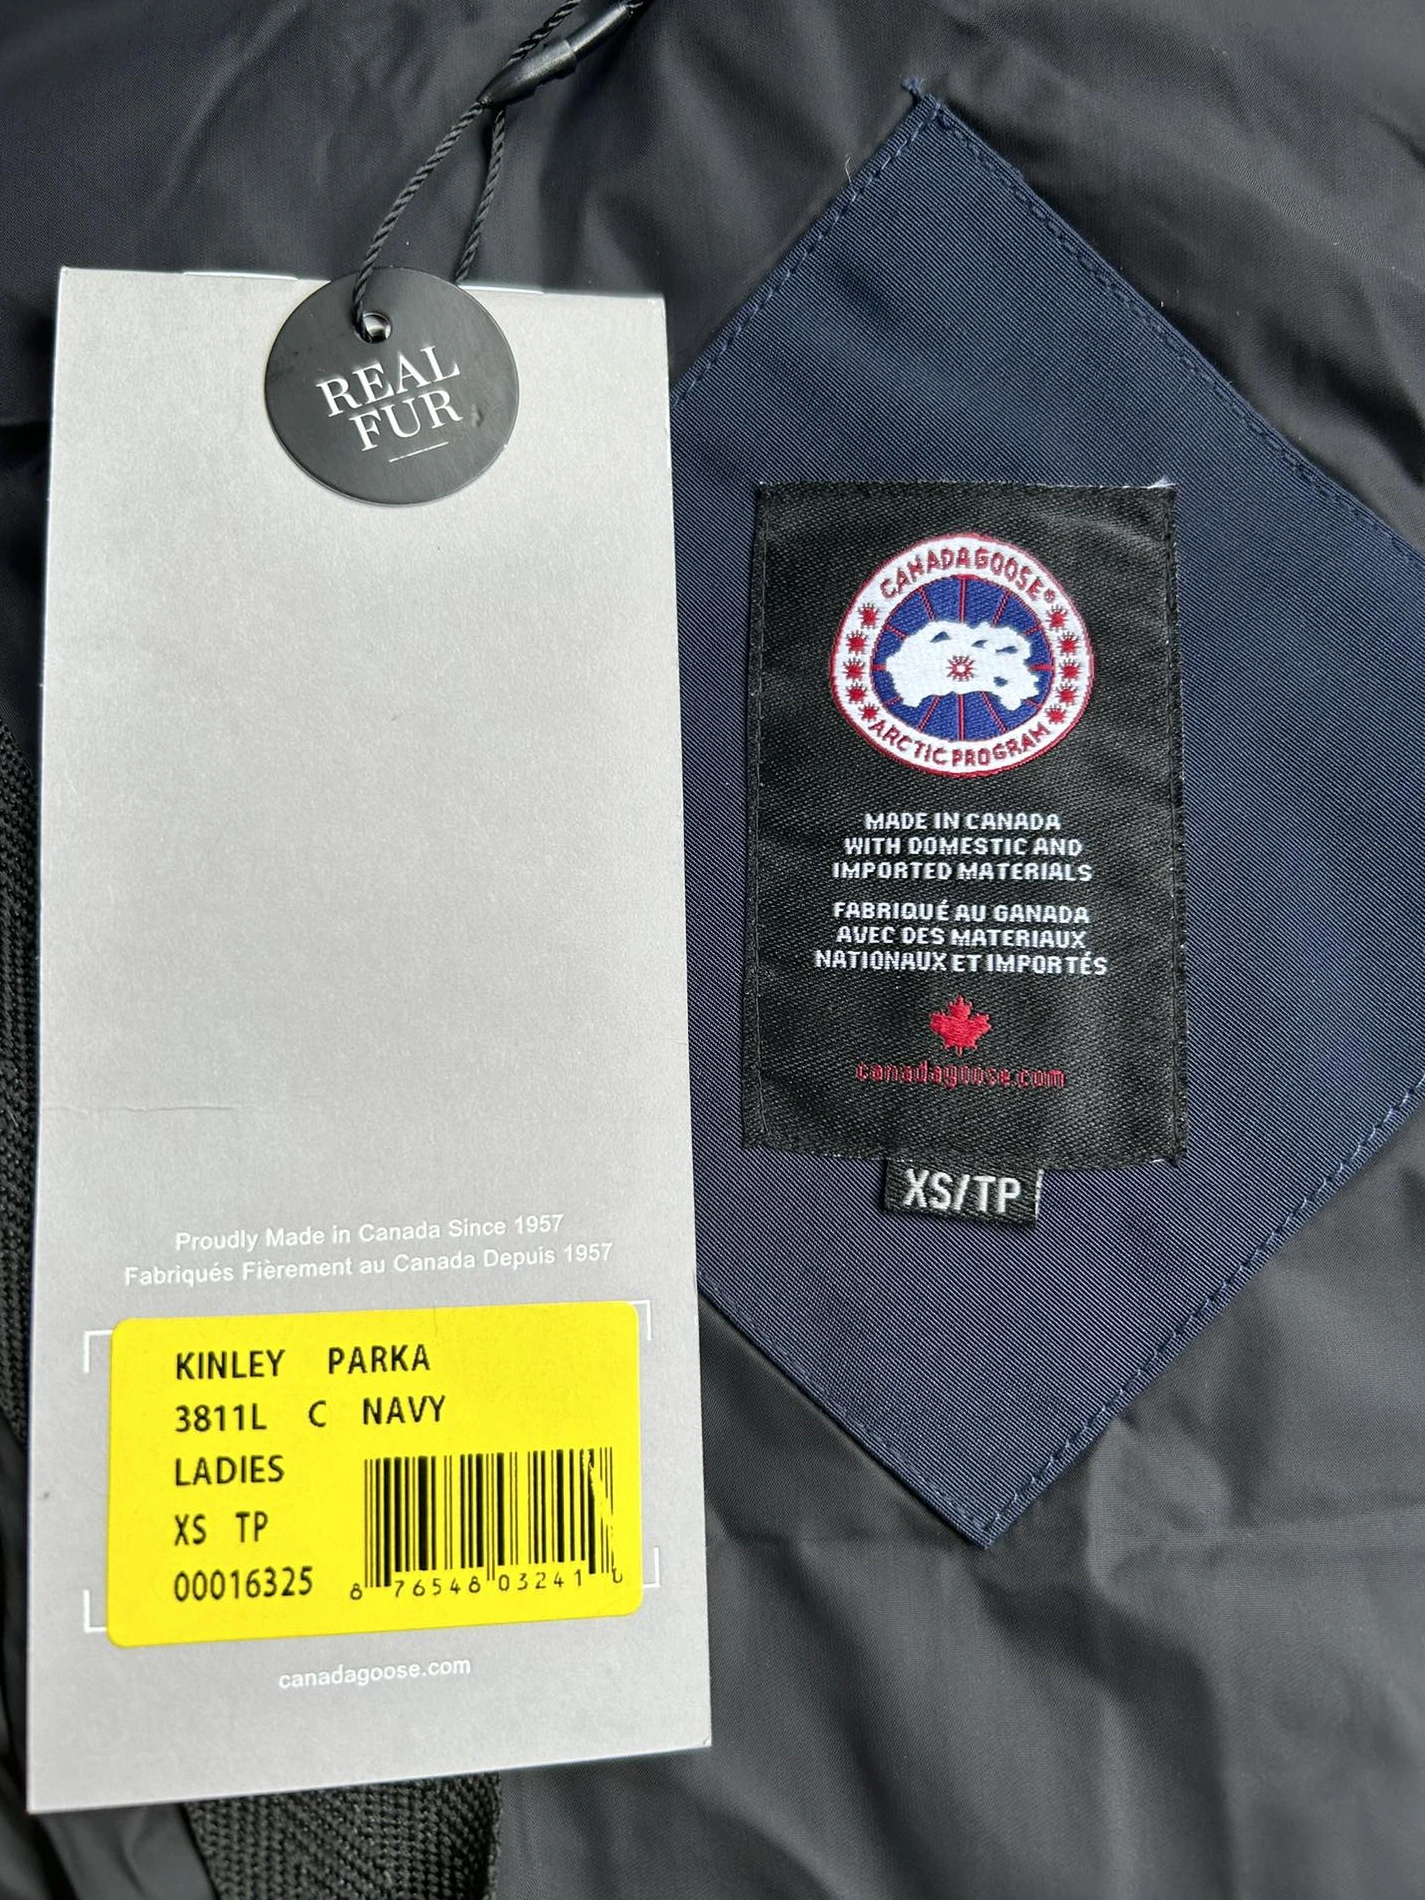 REAL
FUR
Proudly Made in Canada Since 1957
Fabriqués Fièrement au Canada Depuis 1957
KINLEY PARKA
3811L C NAVY
LADIES
XS TP
00016325
8 76548 03241
canadagoose.com
CANADA GOOSE®
ARCTIC PROGRAM
MADE IN CANADA
WITH DOMESTIC AND
IMPORTED MATERIALS
FABRIQUÉ AU GANADA
AVEC DES MATERIAUX
NATIONAUX ET IMPORTÉS
canadagoose.com
XS/TP